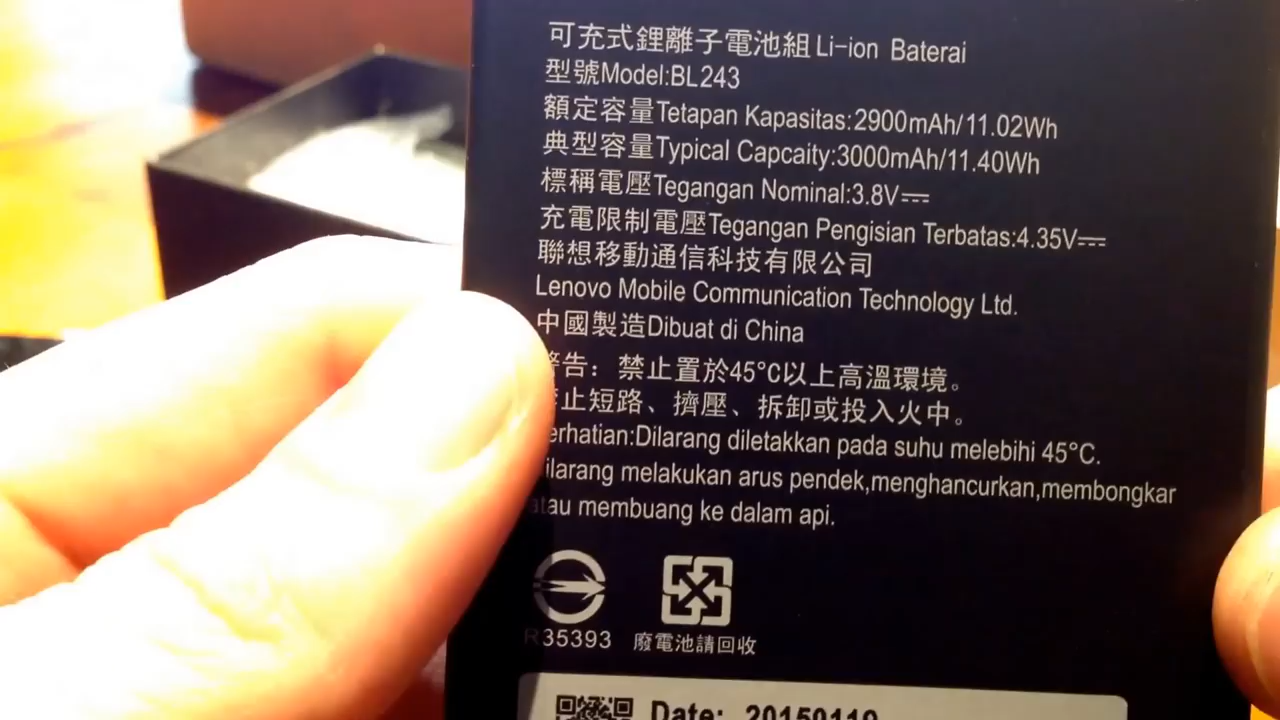 可充式鋰離子電池組Li-ion Baterai
型號Model:BL243
額定容量Tetapan Kapasitas:2900mAh/11.02Wh
典型容量Typical Capcaity:3000mAh/11.40Wh
標稱電壓Tegangan Nominal:3.8V⎓
充電限制電壓Tegangan Pengisian Terbatas:4.35V⎓
聯想移動通信科技有限公司
Lenovo Mobile Communication Technology Ltd.
中國製造Dibuat di China
警告：禁止置於45°C以上高溫環境。
禁止短路、擠壓、拆卸或投入火中。
erhatian:Dilarang diletakkan pada suhu melebihi 45°C.
ilarang melakukan arus pendek,menghancurkan,membongkar
atau membuang ke dalam api.
R35393
廢電池請回收
Date: 20150119